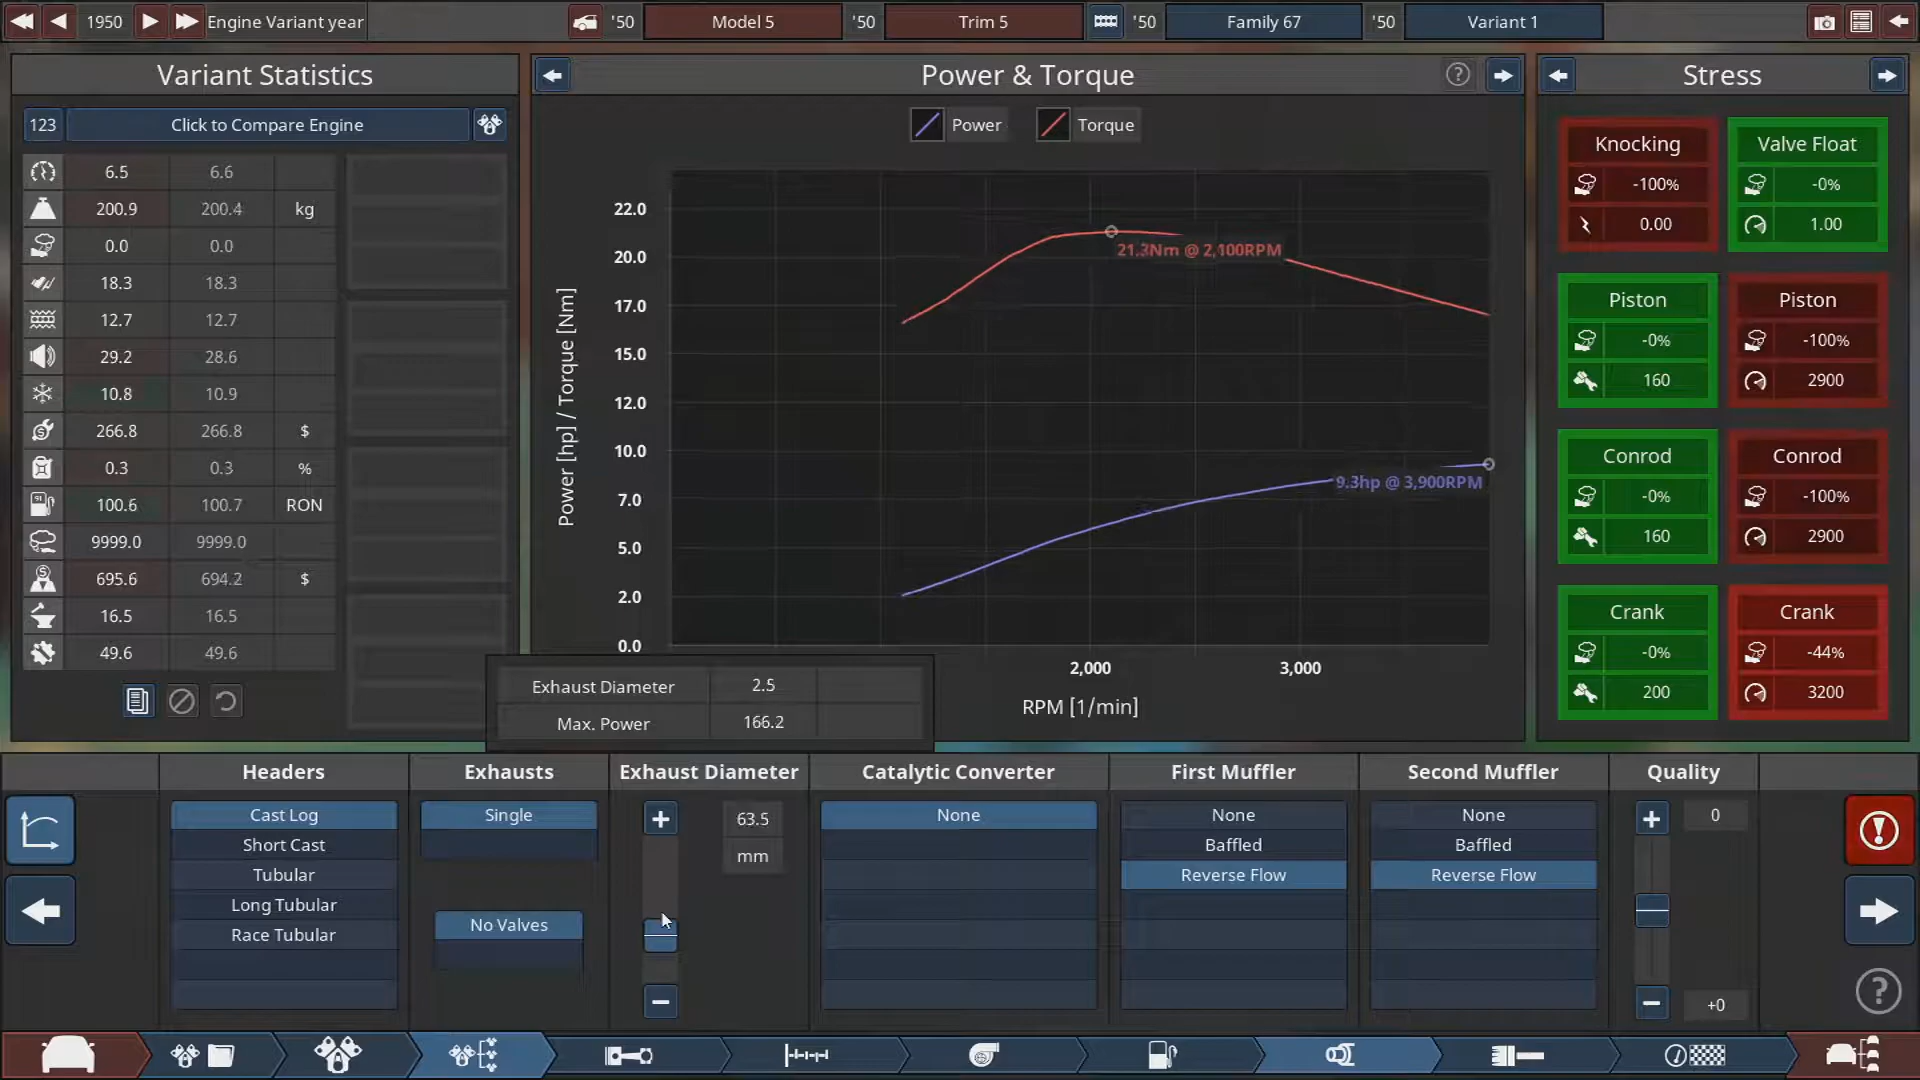 1950
Engine Variant year
'50
Model 5
'50
Trim 5
'50
Family 67
'50
Variant 1
Variant Statistics
123
Click to Compare Engine
6.5 6.6
200.9 200.4 kg
0.0 0.0
18.3 18.3
12.7 12.7
29.2 28.6
10.8 10.9
266.8 266.8 $
0.3 0.3 %
100.6 100.7 RON
9999.0 9999.0
695.6 694.2 $
16.5 16.5
49.6 49.6
Power & Torque
?
Power
Torque
Power [hp] / Torque [Nm]
22.0
20.0
17.0
15.0
12.0
10.0
7.0
5.0
2.0
0.0
21.3Nm @ 2,100RPM
9.3hp @ 3,900RPM
2,000
3,000
RPM [1/min]
Exhaust Diameter 2.5
Max. Power 166.2
Stress
Knocking
-100%
0.00
Valve Float
-0%
1.00
Piston
-0%
160
Piston
-100%
2900
Conrod
-0%
160
Conrod
-100%
2900
Crank
-0%
200
Crank
-44%
3200
Headers
Cast Log
Short Cast
Tubular
Long Tubular
Race Tubular
Exhausts
Single
No Valves
Exhaust Diameter
+
63.5
mm
−
Catalytic Converter
None
First Muffler
None
Baffled
Reverse Flow
Second Muffler
None
Baffled
Reverse Flow
Quality
+
0
−
+0
!
?